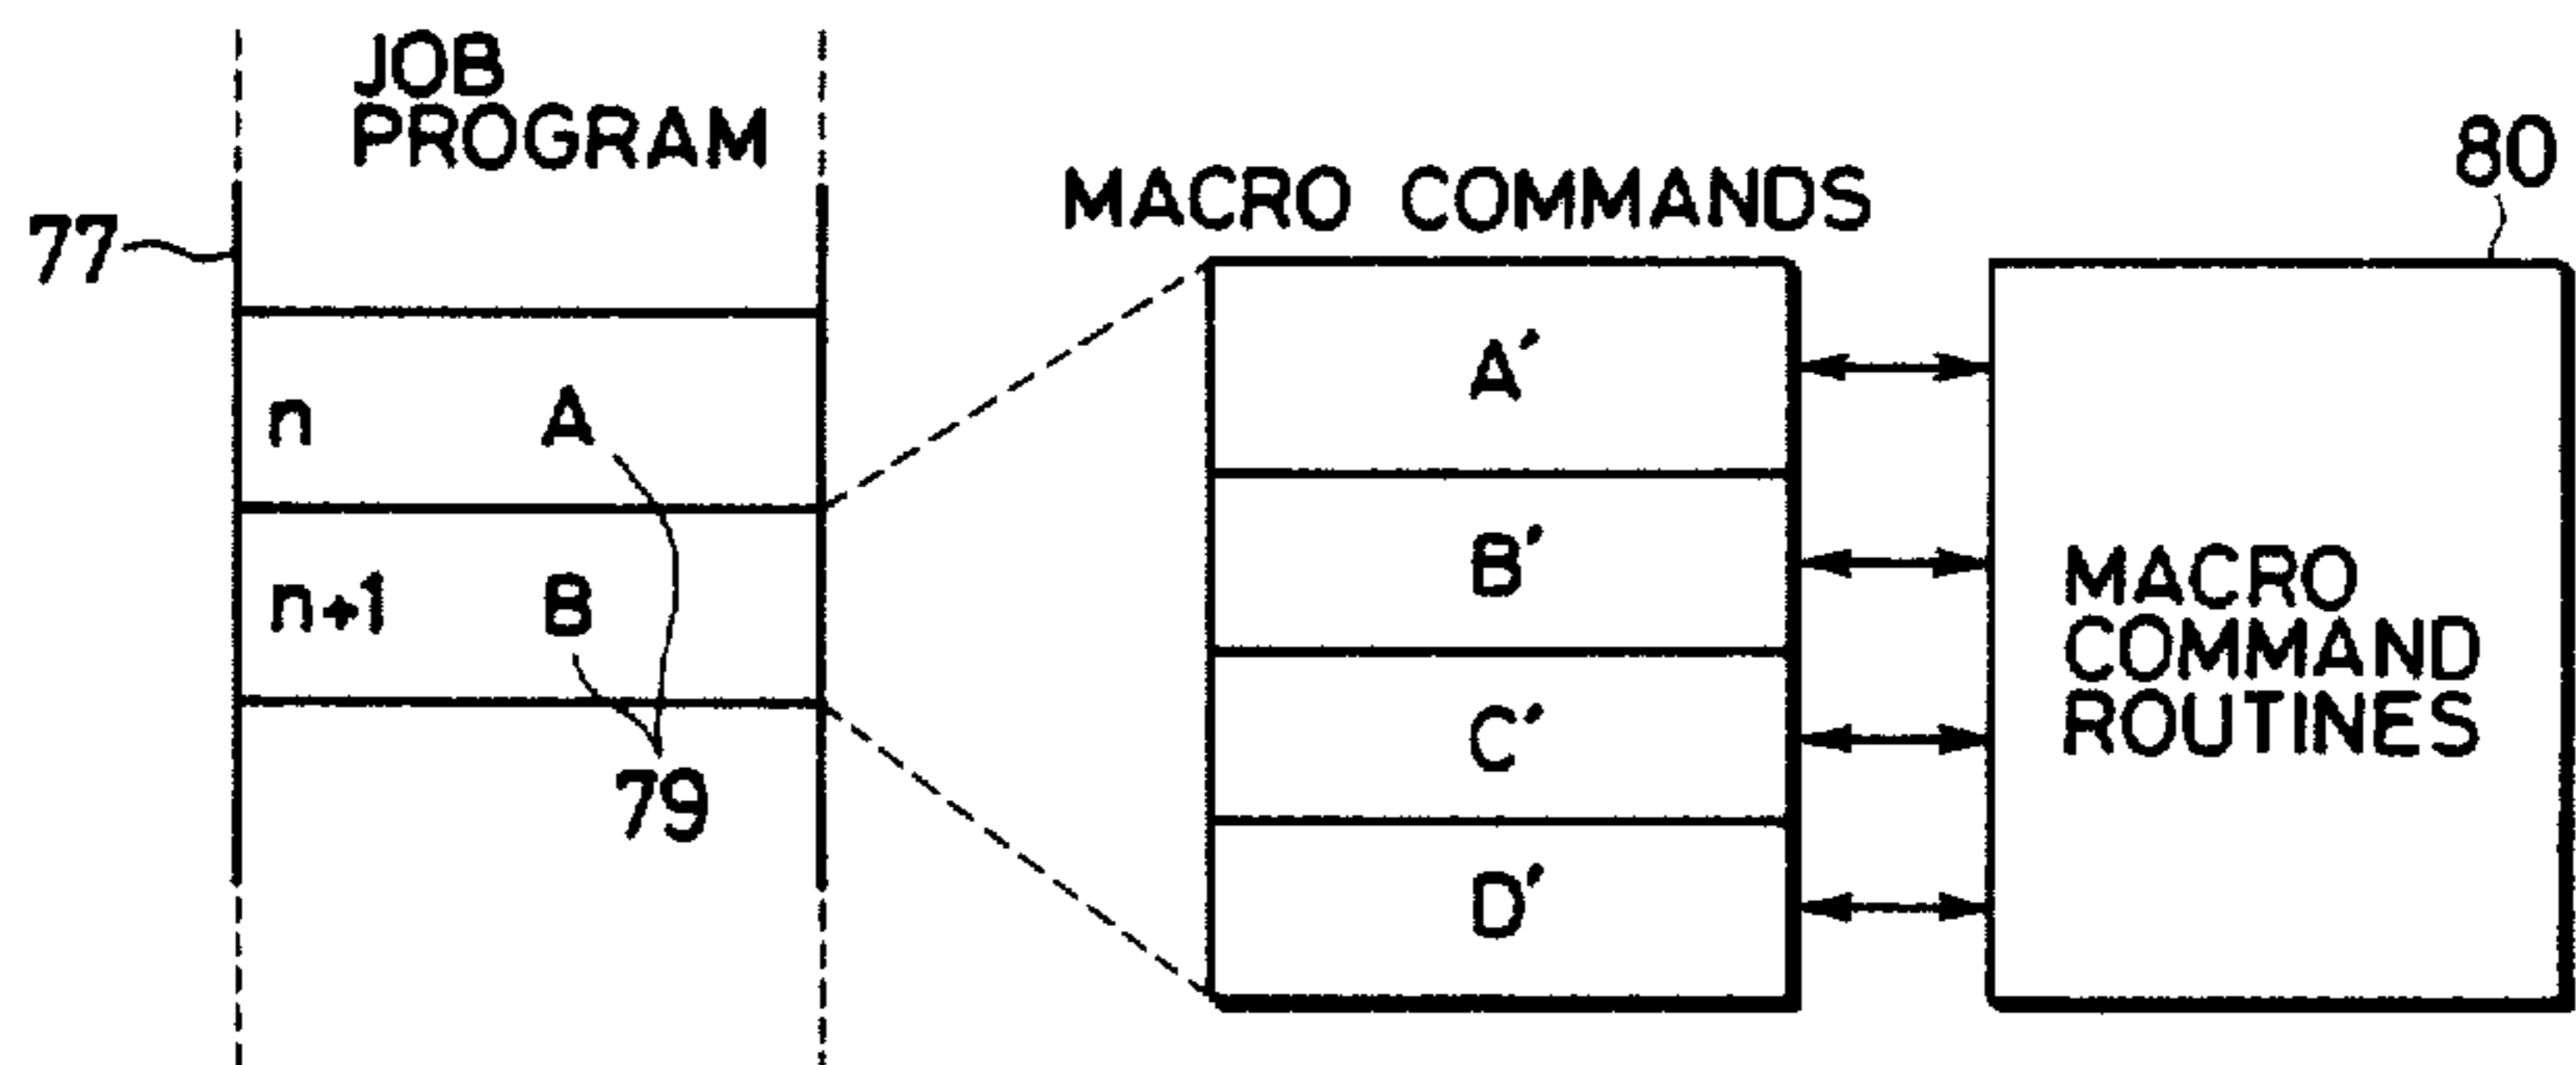 JOB
PROGRAM
77
n A
n+1 B
79
MACRO COMMANDS
A'
B'
C'
D'
80
MACRO
COMMAND
ROUTINES